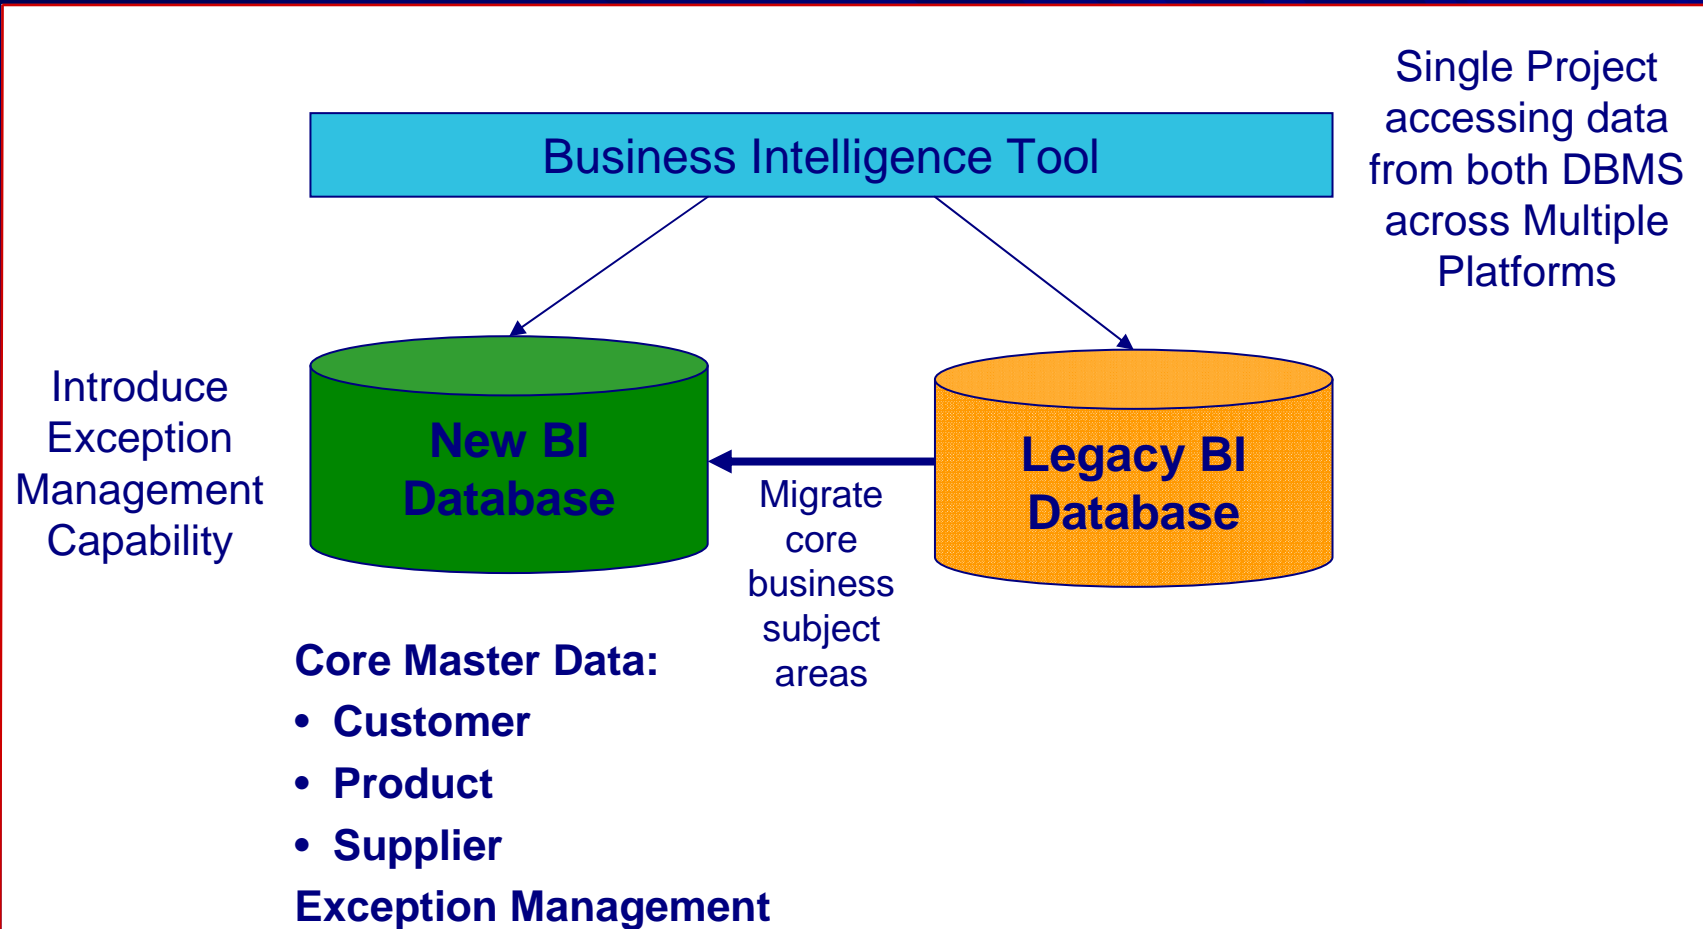 Single Project
accessing data
from both DBMS
across Multiple
Platforms
Business Intelligence Tool
Introduce
Exception
Management
Capability
New BI
Database
Migrate
core
business
subject
areas
Legacy BI
Database
Core Master Data:
• Customer
• Product
• Supplier
Exception Management